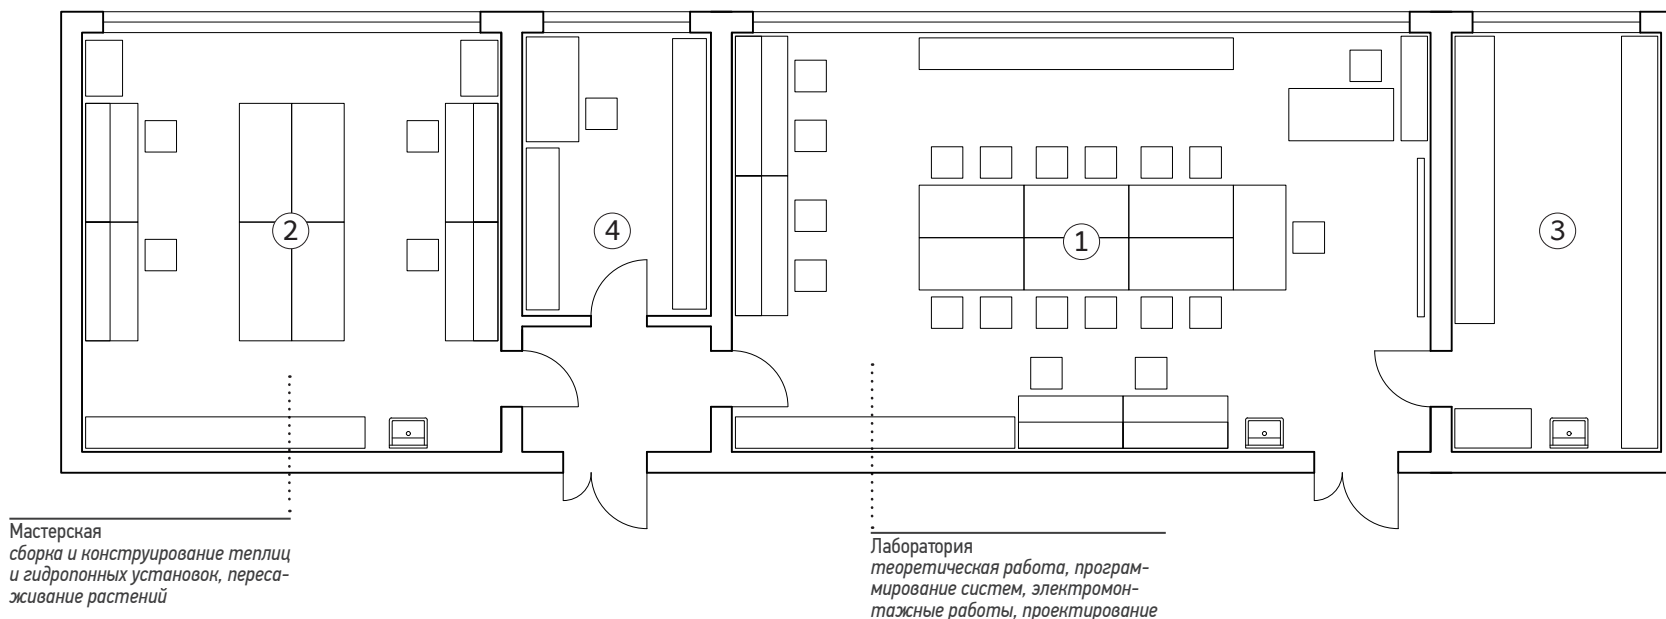 2
4
1
3
Мастерская
сборка и конструирование теплиц
и гидропонных установок, переса-
живание растений
Лаборатория
теоретическая работа, програм-
мирование систем, электромон-
тажные работы, проектирование